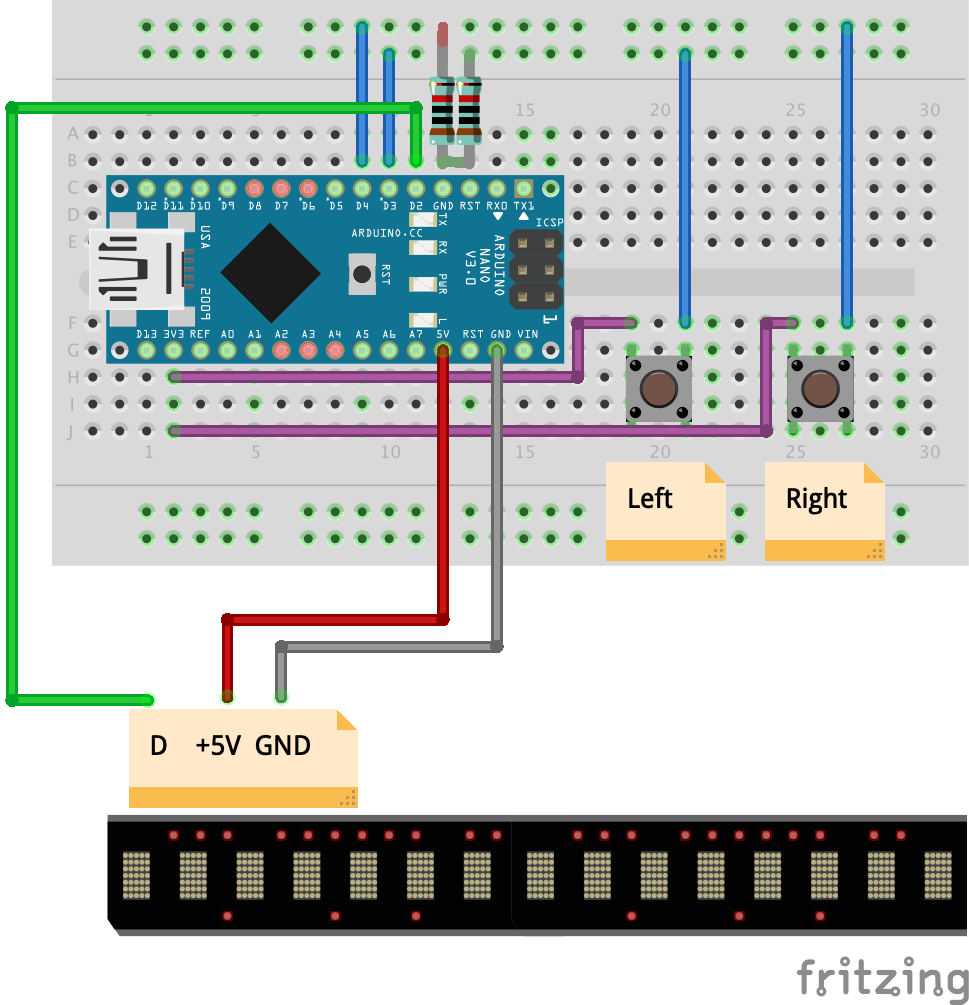 15 20 25 30
A
B
C
D12 D11 D10 D9 D8 D7 D6 D5 D4 D3 D2 GND RST RX0 TX1
D
ICSP
TX
E
USA
ARDUINO.CC
RX
ARDUINO
NANO
V3.0
RST
PWR
2009
L
1
F
D13 3V3 REF A0 A1 A2 A3 A4 A5 A6 A7 5V RST GND VIN
G
H
I
J
1 5 10 15 20 25 30
Left
Right
D +5V GND
fritzing